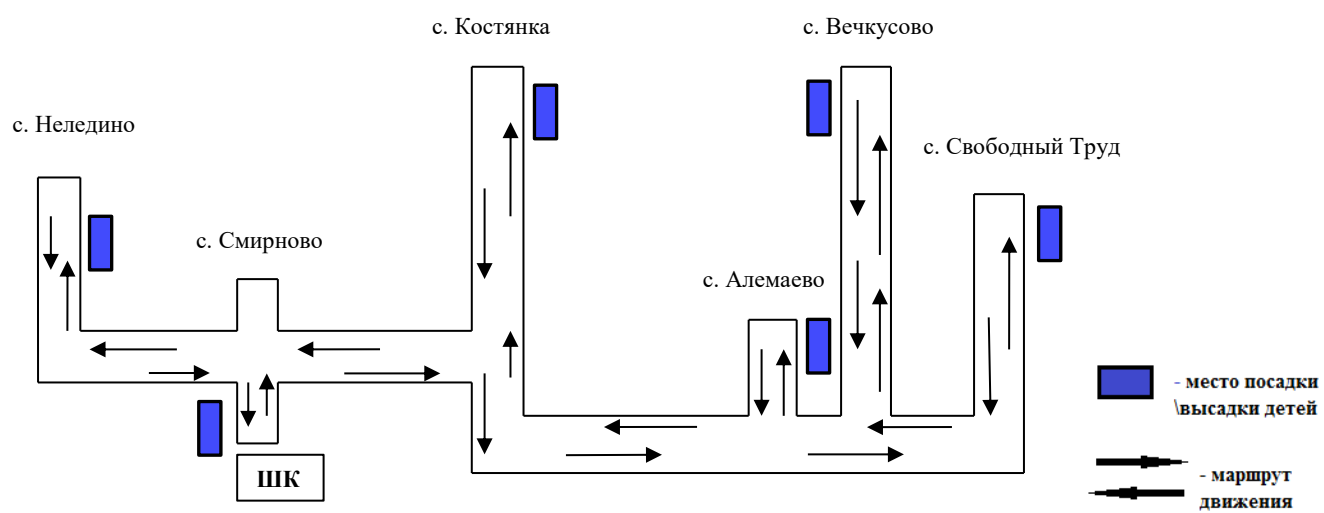 с. Костянка
с. Вечкусово
с. Неледино
с. Свободный Труд
с. Смирново
с. Алемаево
- место посадки
\высадки детей
ШК
- маршрут
движения